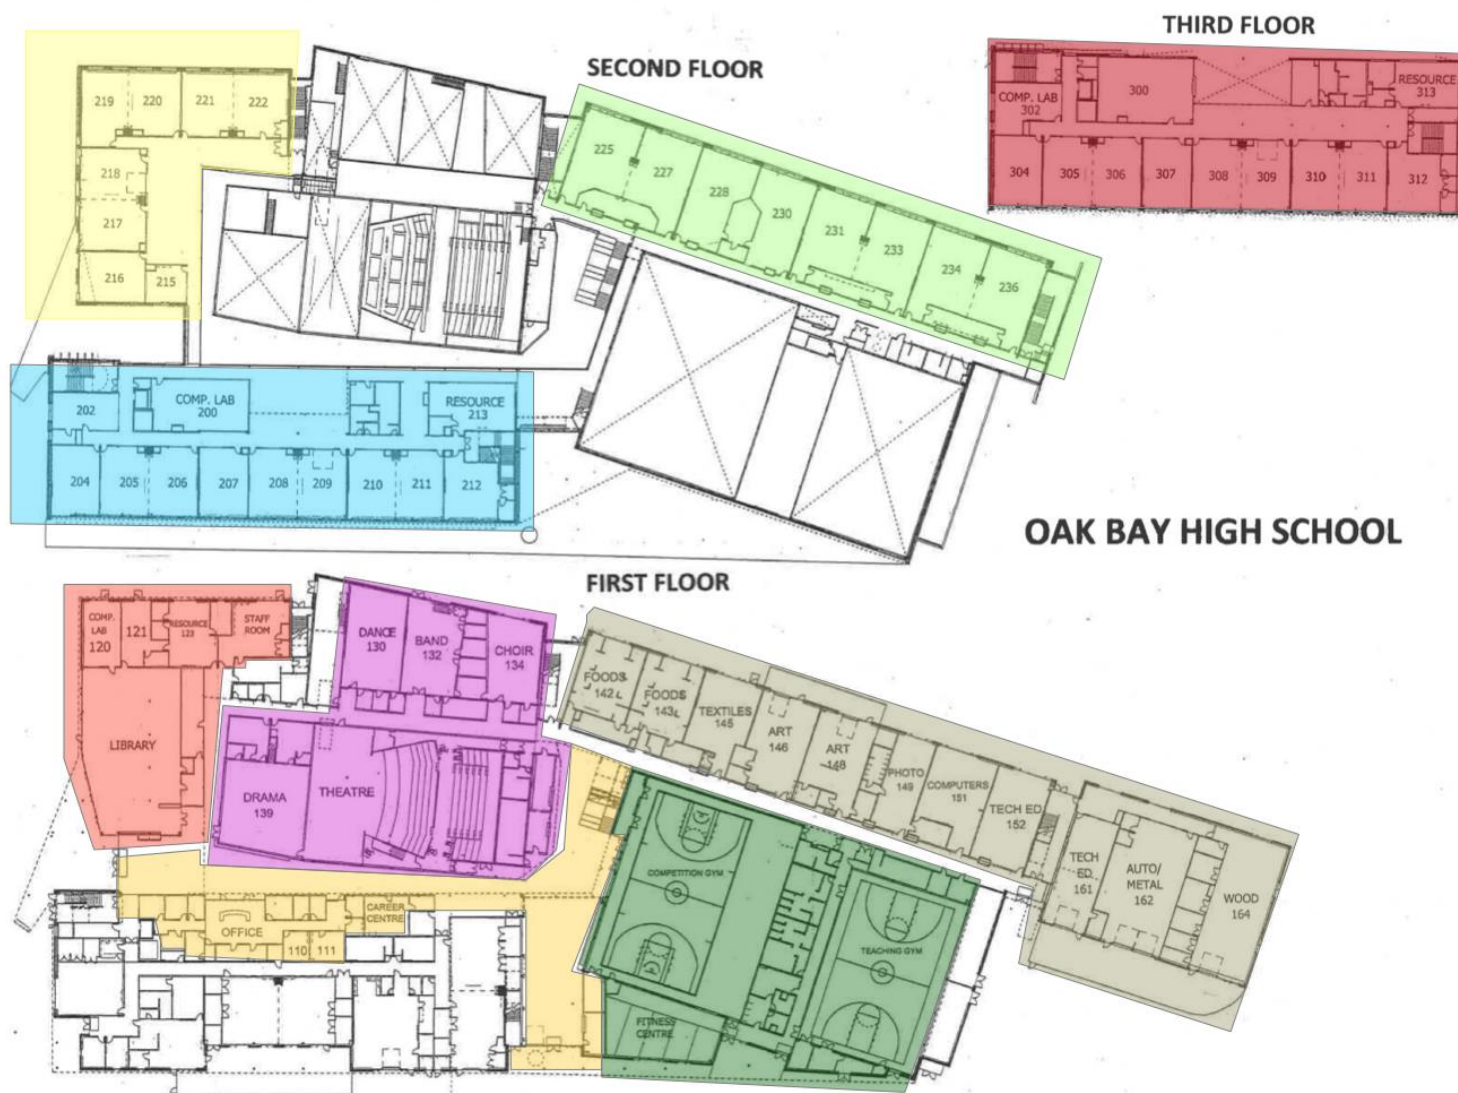 THIRD FLOOR
SECOND FLOOR
219
220
221
222
218
217
216
215
225
227
228
230
231
233
234
236
COMP. LAB
302
300
RESOURCE
313
304
305
306
307
308
309
310
311
312
202
COMP. LAB
200
RESOURCE
213
204
205
206
207
208
209
210
211
212
OAK BAY HIGH SCHOOL
FIRST FLOOR
COMP.
LAB
120
121
RESOURCE
123
STAFF
ROOM
LIBRARY
DANCE
130
BAND
132
CHOIR
134
DRAMA
139
THEATRE
FOODS
142
FOODS
143
TEXTILES
145
ART
146
ART
148
PHOTO
149
COMPUTERS
151
TECH ED
152
TECH
ED.
161
AUTO/
METAL
162
WOOD
164
OFFICE
CAREER
CENTRE
110
111
COMPETITION GYM
TEACHING GYM
FITNESS
CENTRE